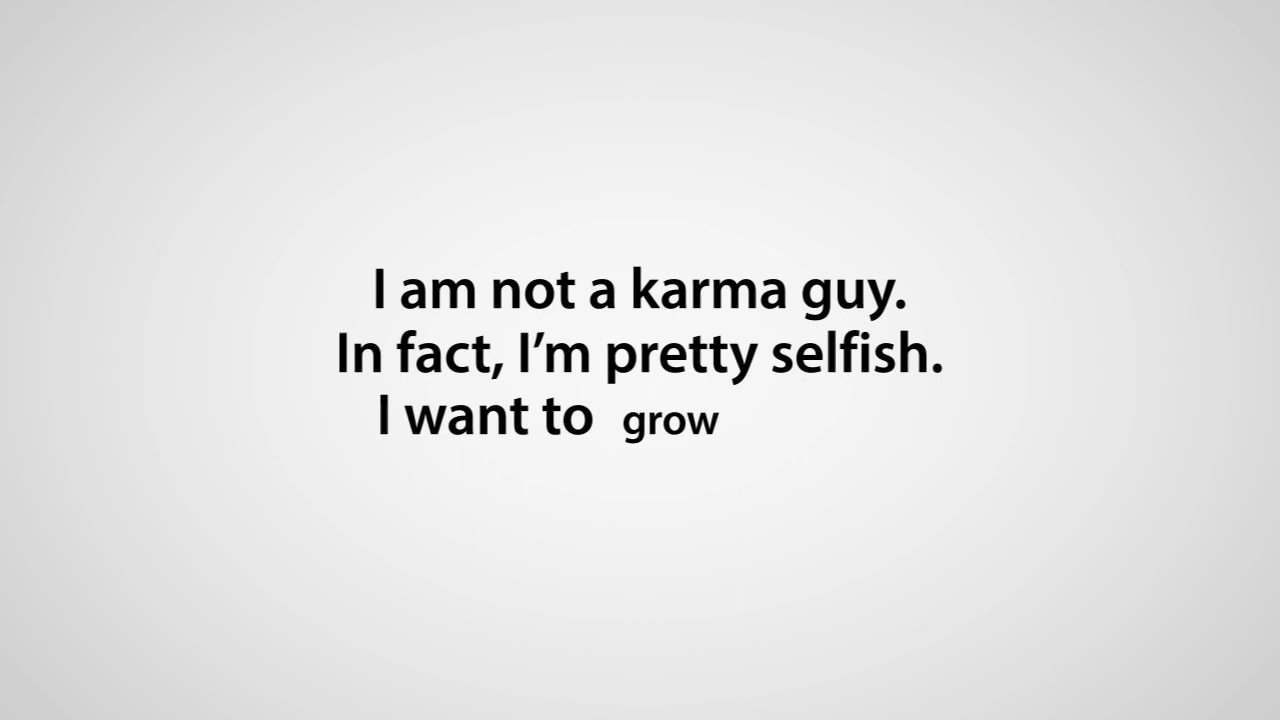 I am not a karma guy.
In fact, I’m pretty selfish.
I want to grow